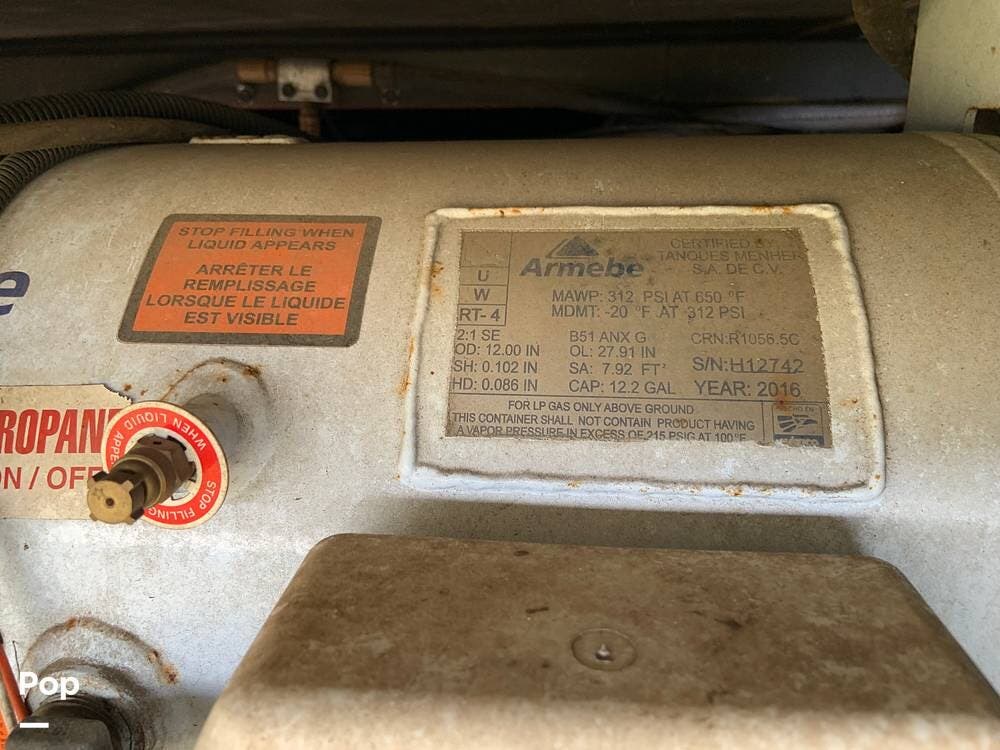 STOP FILLING WHEN
LIQUID APPEARS
ARRÊTER LE
REMPLISSAGE
LORSQUE LE LIQUIDE
EST VISIBLE
e
ROPANE
ON / OFF
WHEN LIQUID APPE
STOP FILLING
U
W
RT- 4
Armebe
CERTIFIED BY
TANQUES MENHER
S.A. DE C.V.
MAWP: 312 PSI AT 650 °F
MDMT: -20 °F AT 312 PSI
2:1 SE B51 ANX G CRN:R1056.5C
OD: 12.00 IN OL: 27.91 IN S/N:H12742
SH: 0.102 IN SA: 7.92 FT²
HD: 0.086 IN CAP: 12.2 GAL YEAR: 2016
FOR LP GAS ONLY ABOVE GROUND
THIS CONTAINER SHALL NOT CONTAIN PRODUCT HAVING
A VAPOR PRESSURE IN EXCESS OF 215 PSIG AT 100 °F
HECHO EN
Pop